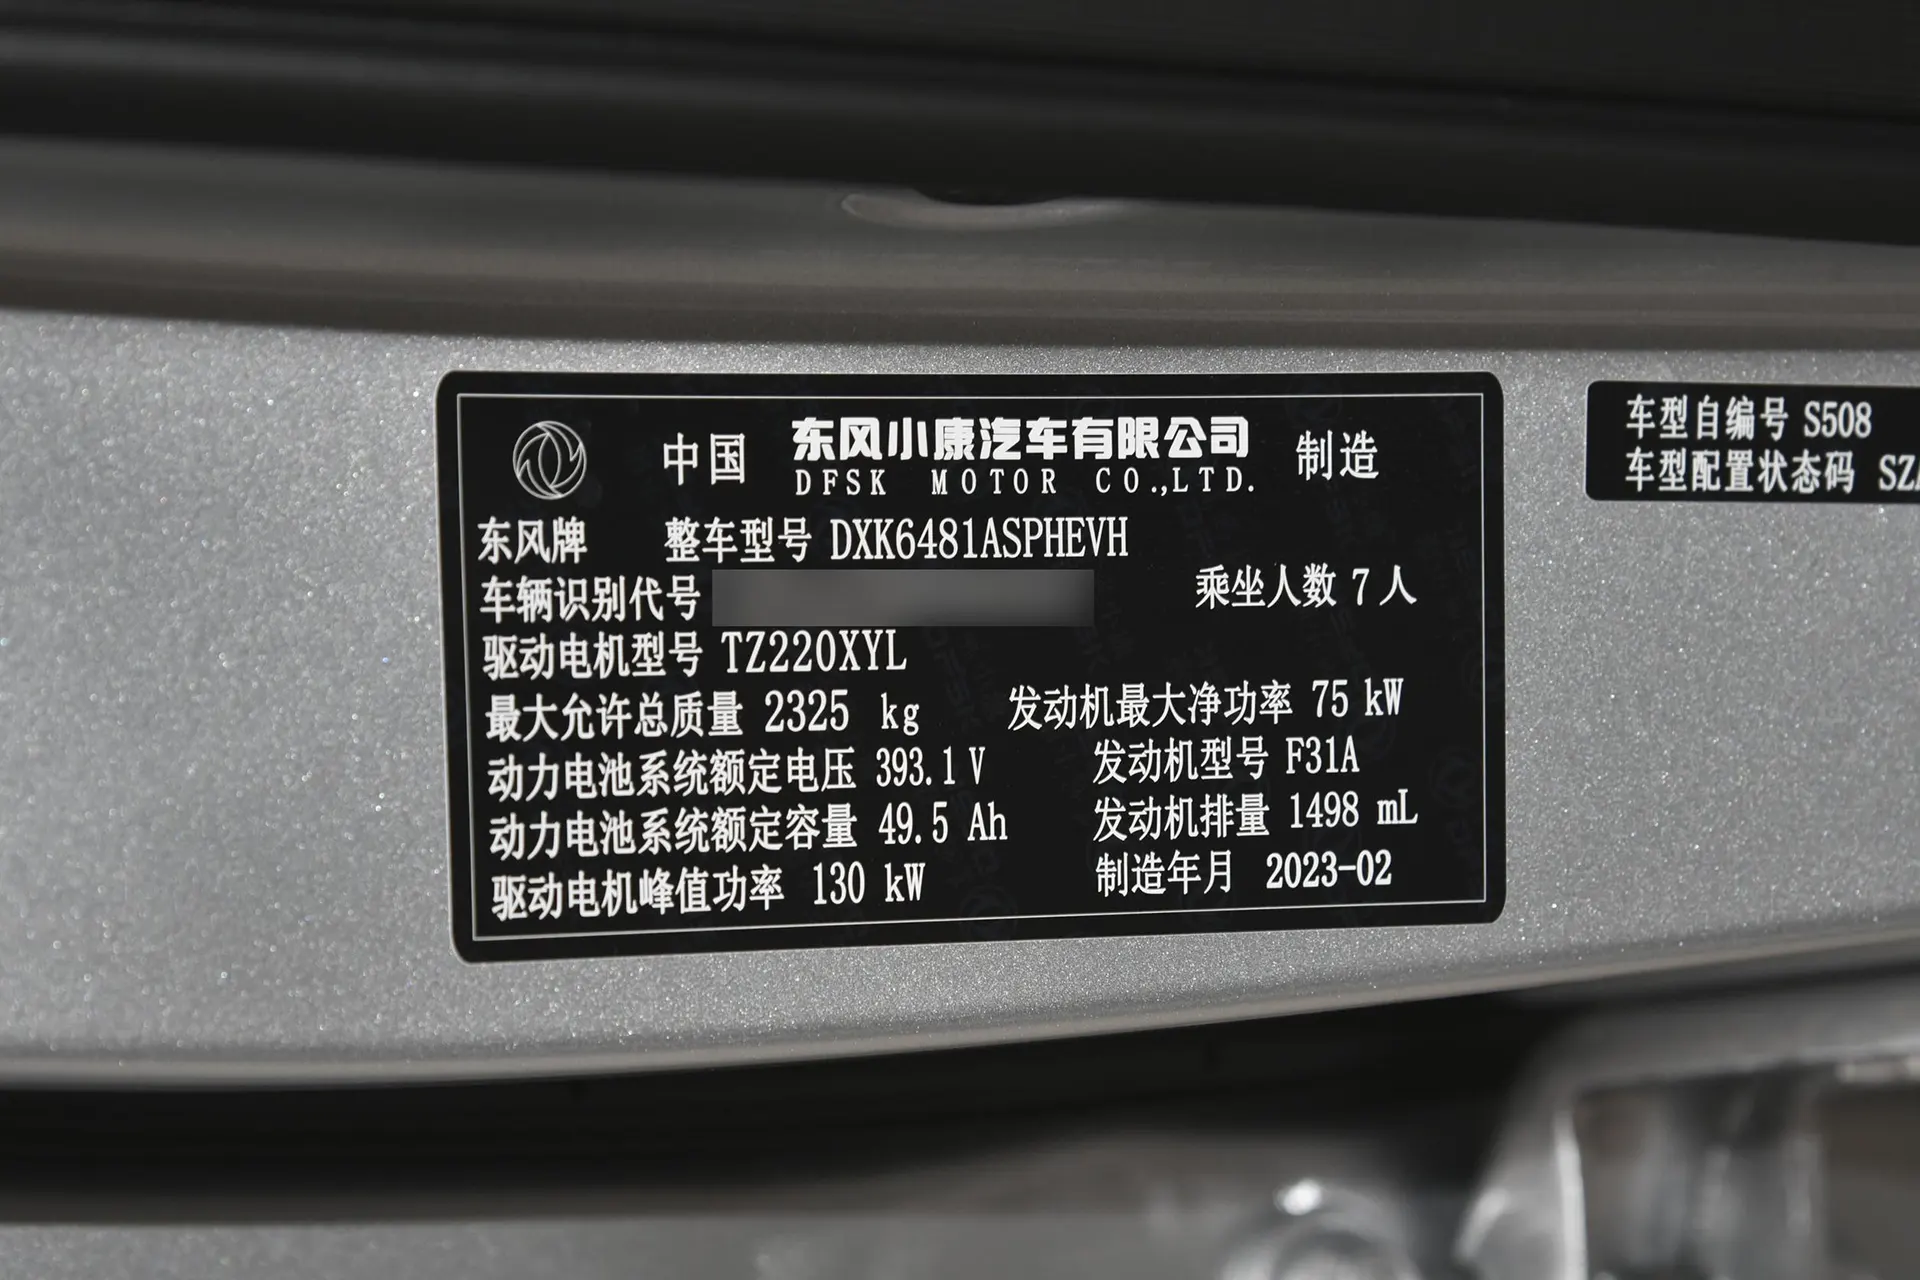 中国 东风小康汽车有限公司 制造
DFSK MOTOR CO.,LTD.
东风牌 整车型号 DXK6481ASPHEVH
车辆识别代号 乘坐人数 7 人
驱动电机型号 TZ220XYL
最大允许总质量 2325 kg 发动机最大净功率 75 kW
动力电池系统额定电压 393.1 V 发动机型号 F31A
动力电池系统额定容量 49.5 Ah 发动机排量 1498 mL
驱动电机峰值功率 130 kW 制造年月 2023-02
车型自编号 S508
车型配置状态码